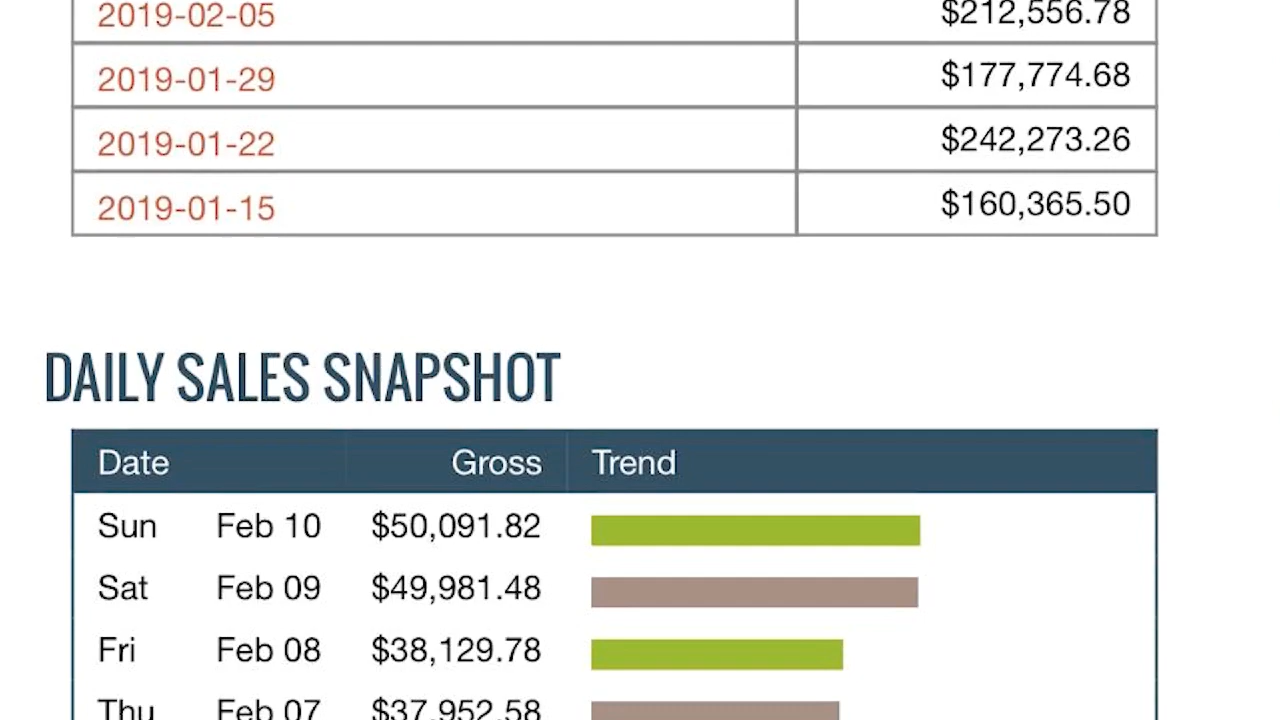 2019-02-05 $212,556.78
2019-01-29 $177,774.68
2019-01-22 $242,273.26
2019-01-15 $160,365.50
DAILY SALES SNAPSHOT
Date Gross Trend
Sun Feb 10 $50,091.82
Sat Feb 09 $49,981.48
Fri Feb 08 $38,129.78
Thu Feb 07 $37,952.58